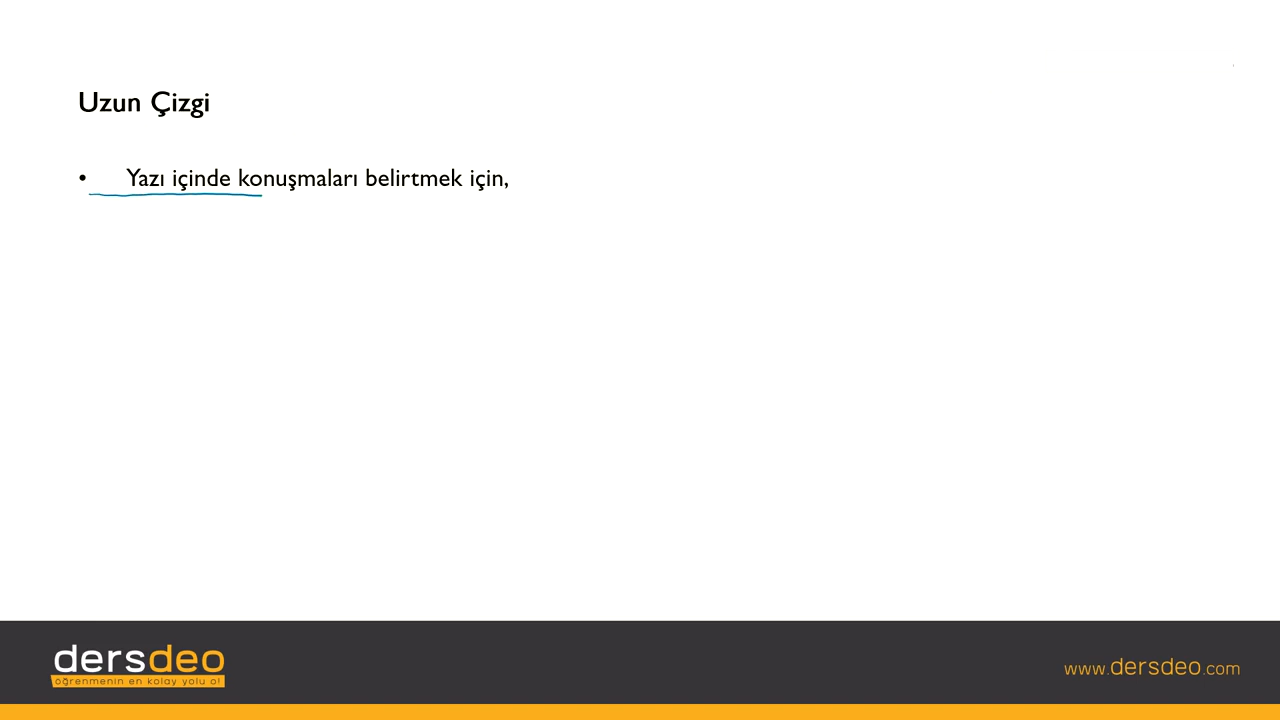 Uzun Çizgi
• Yazı içinde konuşmaları belirtmek için,
dersdeo
öğrenmenin en kolay yolu o!
www.dersdeo.com